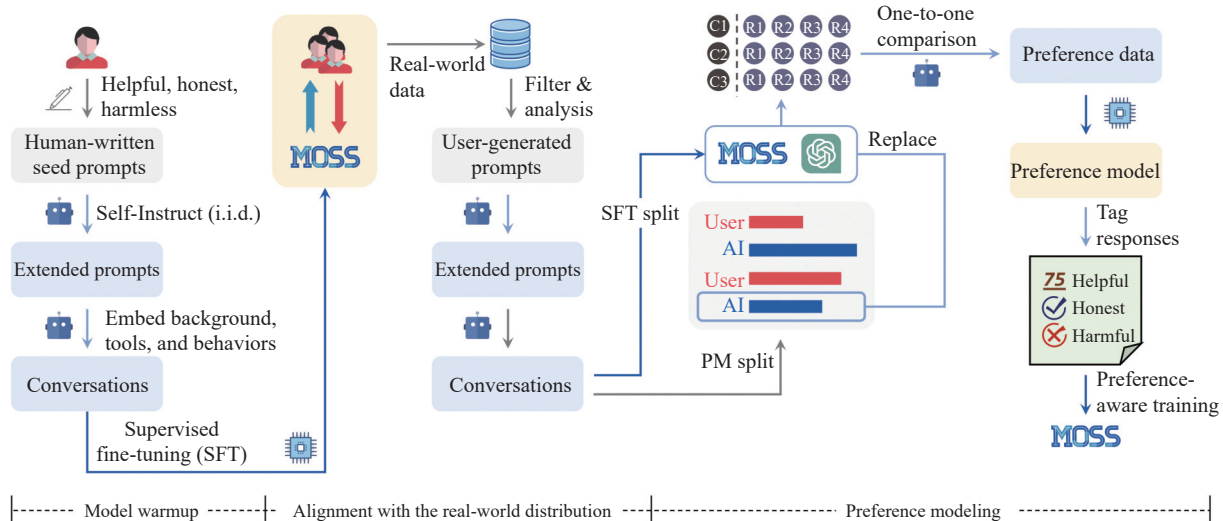 Helpful, honest,
harmless
Human-written
seed prompts
Self-Instruct (i.i.d.)
Extended prompts
Embed background,
tools, and behaviors
Conversations
Supervised
fine-tuning (SFT)
MOSS
Real-world
data
Filter &
analysis
User-generated
prompts
Extended prompts
Conversations
SFT split
PM split
C1 R1 R2 R3 R4
C2 R1 R2 R3 R4
C3 R1 R2 R3 R4
MOSS
Replace
User
AI
User
AI
One-to-one
comparison
Preference data
Preference model
Tag
responses
75 Helpful
Honest
Harmful
Preference-
aware training
MOSS
Model warmup
Alignment with the real-world distribution
Preference modeling